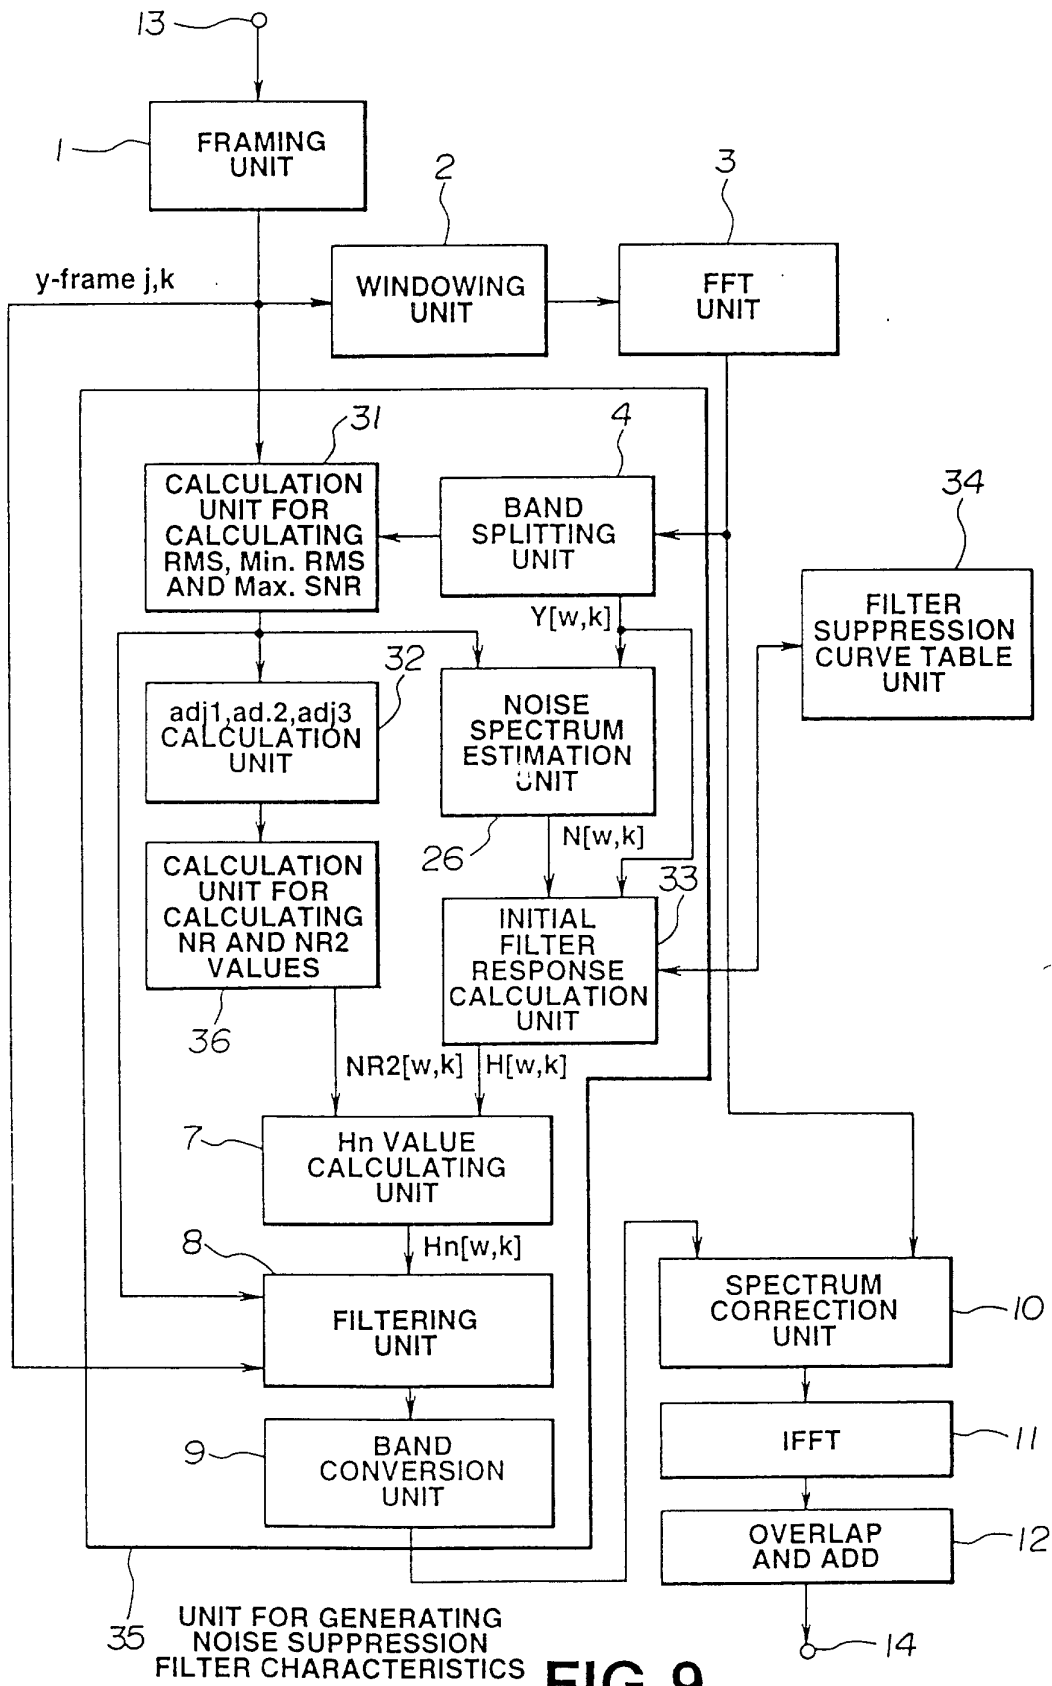 13
FRAMING
UNIT
1
2
3
y-frame j,k
WINDOWING
UNIT
FFT
UNIT
31
4
34
CALCULATION
UNIT FOR
CALCULATING
RMS, Min. RMS
AND Max. SNR
BAND
SPLITTING
UNIT
Y[w,k]
FILTER
SUPPRESSION
CURVE TABLE
UNIT
32
adj1,ad.2,adj3
CALCULATION
UNIT
NOISE
SPECTRUM
ESTIMATION
UNIT
26
N[w,k]
33
CALCULATION
UNIT FOR
CALCULATING
NR AND NR2
VALUES
36
INITIAL
FILTER
RESPONSE
CALCULATION
UNIT
NR2[w,k]
H[w,k]
7
Hn VALUE
CALCULATING
UNIT
Hn[w,k]
8
FILTERING
UNIT
SPECTRUM
CORRECTION
UNIT
10
9
BAND
CONVERSION
UNIT
IFFT
11
OVERLAP
AND ADD
12
35
UNIT FOR GENERATING
NOISE SUPPRESSION
FILTER CHARACTERISTICS
14
FIG.9